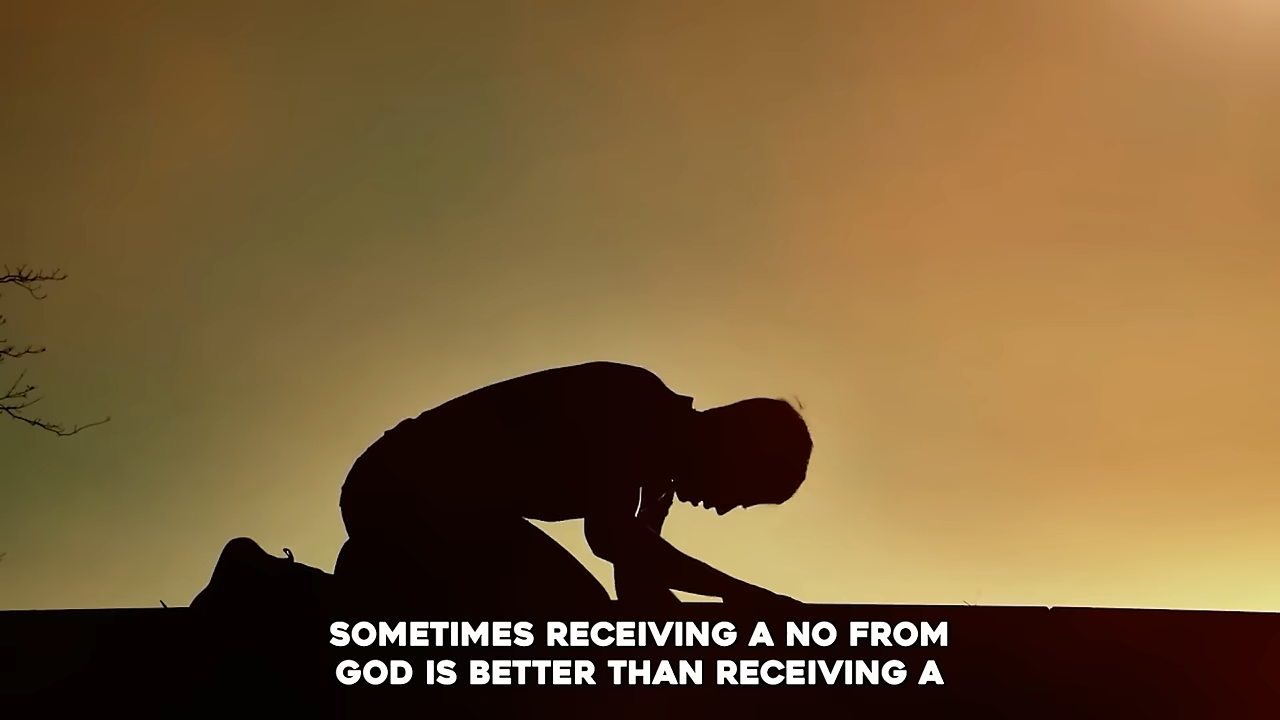 SOMETIMES RECEIVING A NO FROM
GOD IS BETTER THAN RECEIVING A